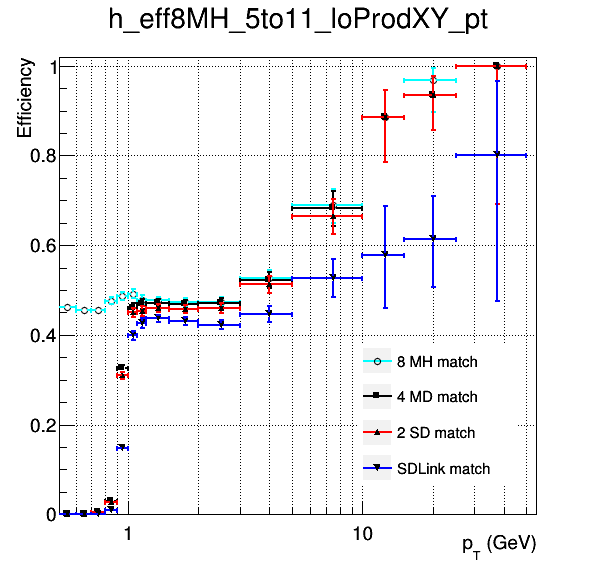 h_eff8MH_5to11_loProdXY_pt
Efficiency
1
0.8
0.6
0.4
0.2
0
8 MH match
4 MD match
2 SD match
SDLink match
1
10
p_T (GeV)